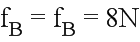 f_B = f_B = 8N